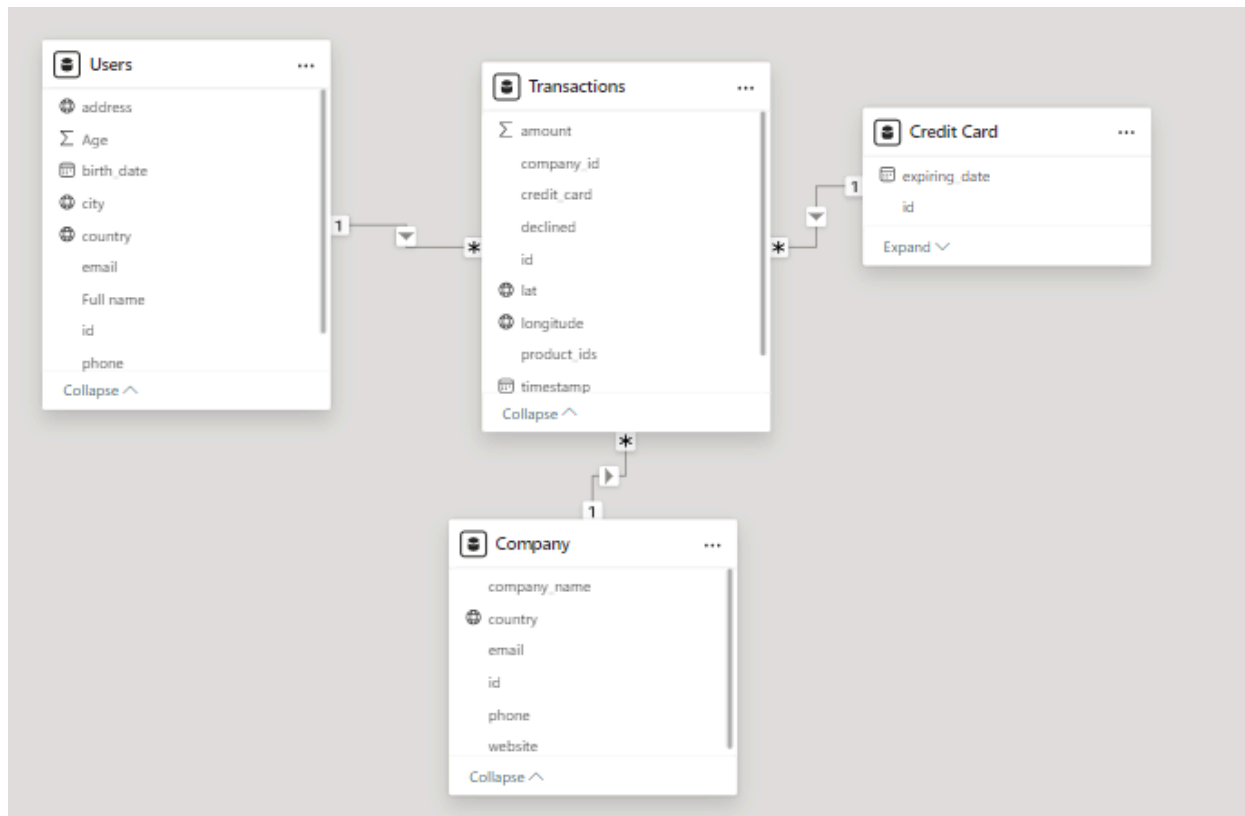 Users
...
address
Age
birth_date
city
country
email
Full name
id
phone
Collapse
1
*
Transactions
...
amount
company_id
credit_card
declined
id
lat
longitude
product_ids
timestamp
Collapse
*
1
Credit Card
...
expiring_date
id
Expand
*
1
Company
...
company_name
country
email
id
phone
website
Collapse